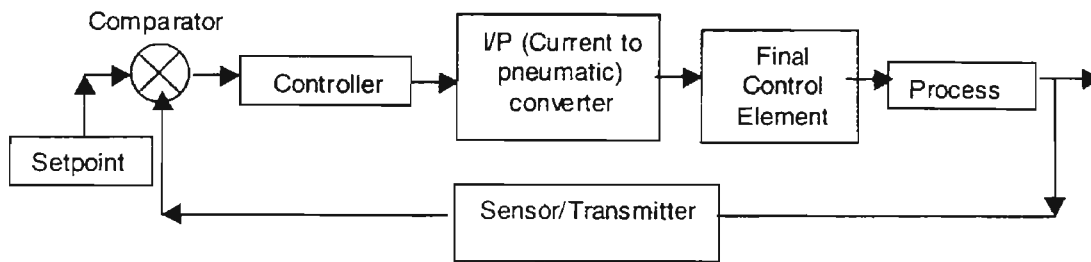 Comparator
Setpoint
Controller
I/P (Current to
pneumatic)
converter
Final
Control
Element
Process
Sensor/Transmitter